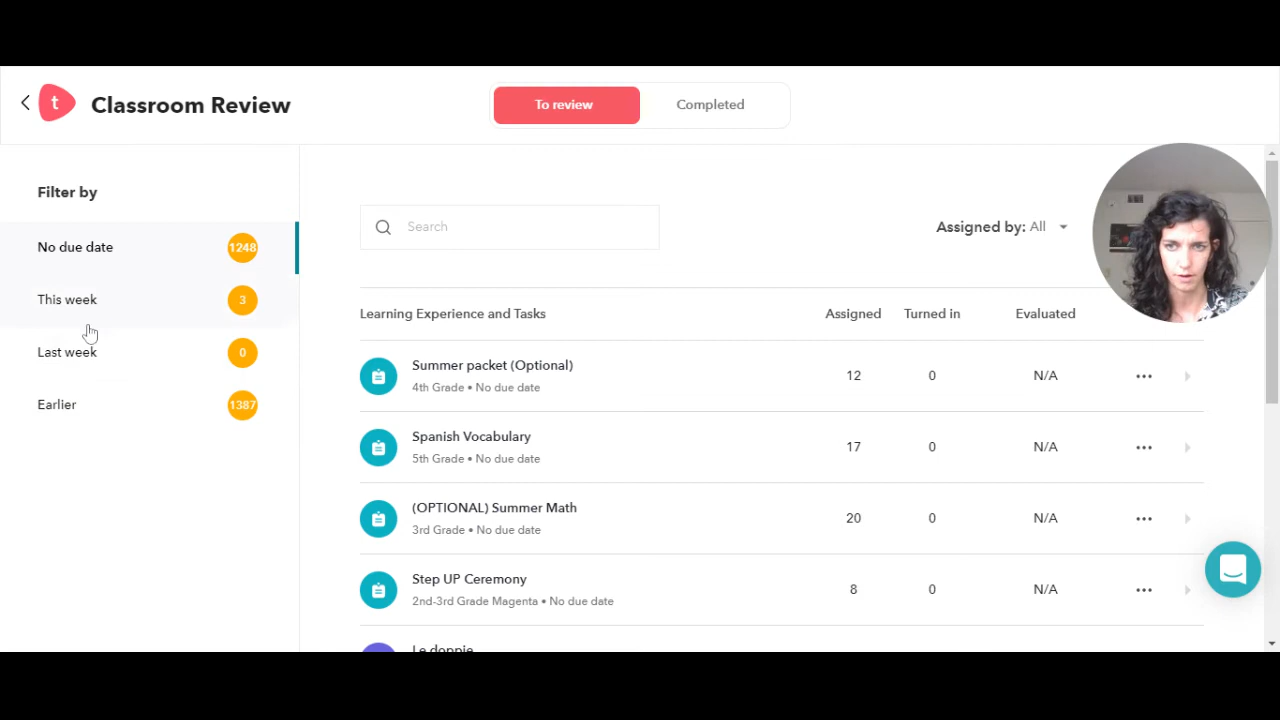 t Classroom Review
To review
Completed
Filter by
No due date 1248
This week 3
Last week 0
Earlier 1387
Search
Assigned by: All
Learning Experience and Tasks Assigned Turned in Evaluated
Summer packet (Optional)
4th Grade • No due date
12 0 N/A
Spanish Vocabulary
5th Grade • No due date
17 0 N/A
(OPTIONAL) Summer Math
3rd Grade • No due date
20 0 N/A
Step UP Ceremony
2nd-3rd Grade Magenta • No due date
8 0 N/A
Le doppie